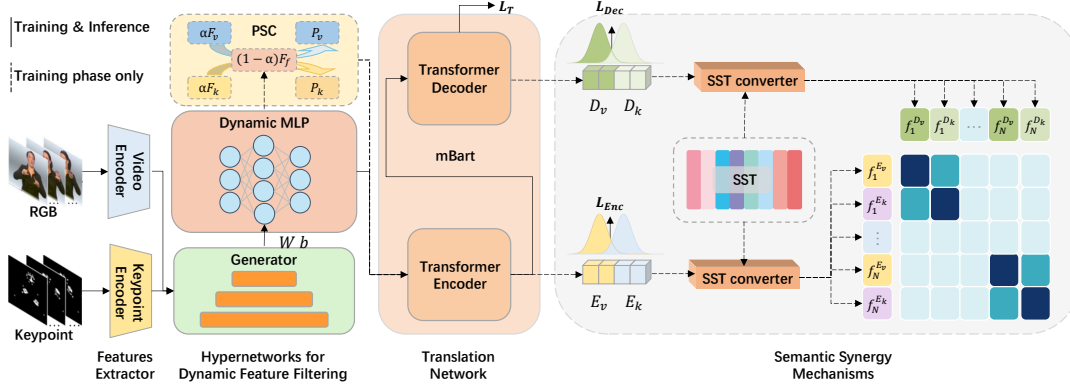 Training & Inference
Training phase only
PSC
αF_v
P_v
(1 − α)F_f
αF_k
P_k
Dynamic MLP
Video Encoder
RGB
W b
Generator
Keypoint Encoder
Keypoint
Features Extractor
Hypernetworks for
Dynamic Feature Filtering
L_T
Transformer
Decoder
mBart
Transformer
Encoder
Translation
Network
L_Dec
D_v D_k
SST converter
SST
L_Enc
E_v E_k
SST converter
f_1^{D_v} f_1^{D_k} ... f_N^{D_v} f_N^{D_k}
f_1^{E_v}
f_1^{E_k}
⋮
f_N^{E_v}
f_N^{E_k}
Semantic Synergy
Mechanisms